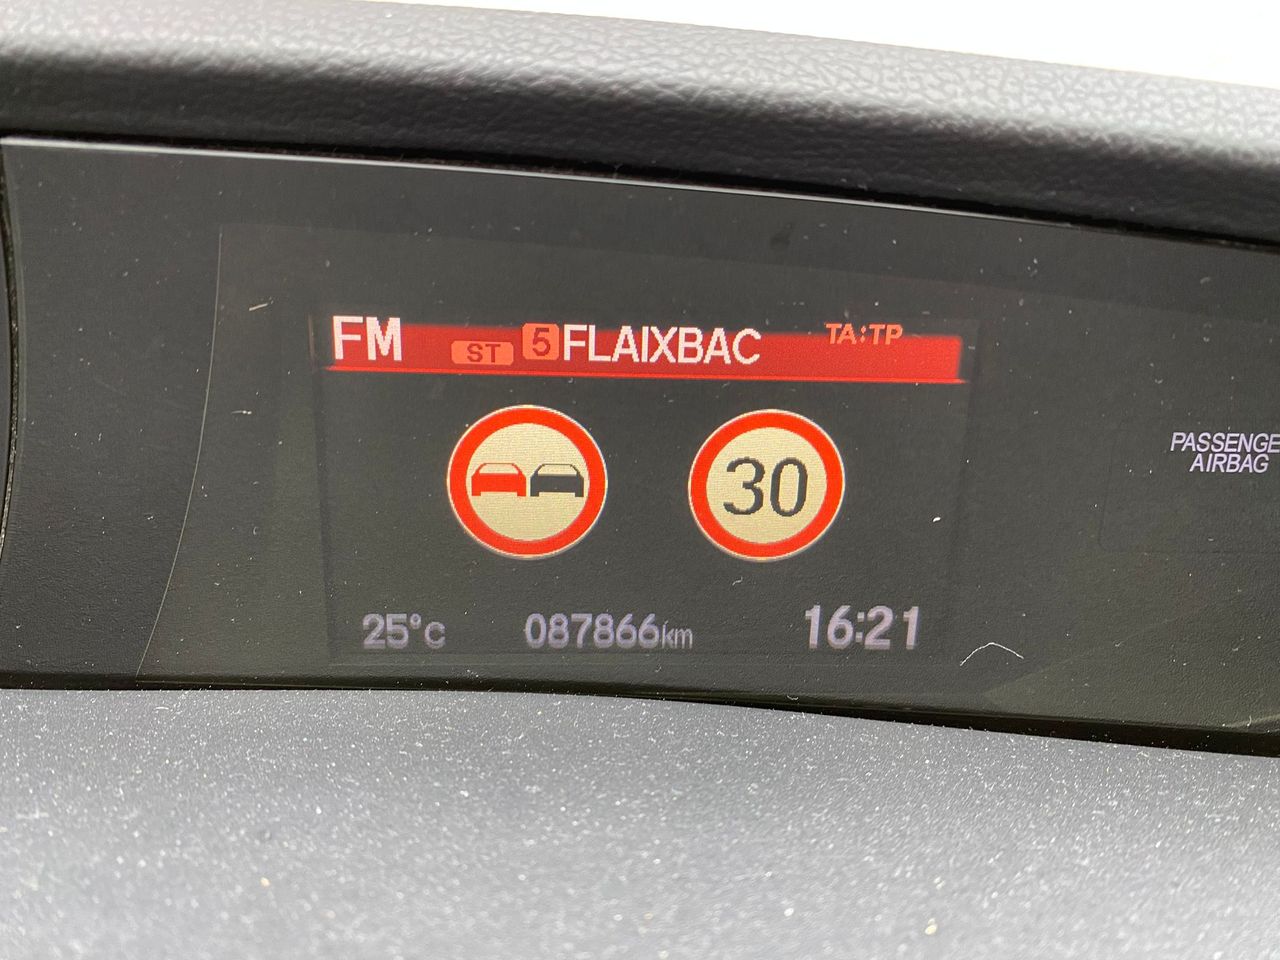 FM ST 5 FLAIXBAC TA:TP
30
PASSENGE
AIRBAG
25°C 087866km 16:21